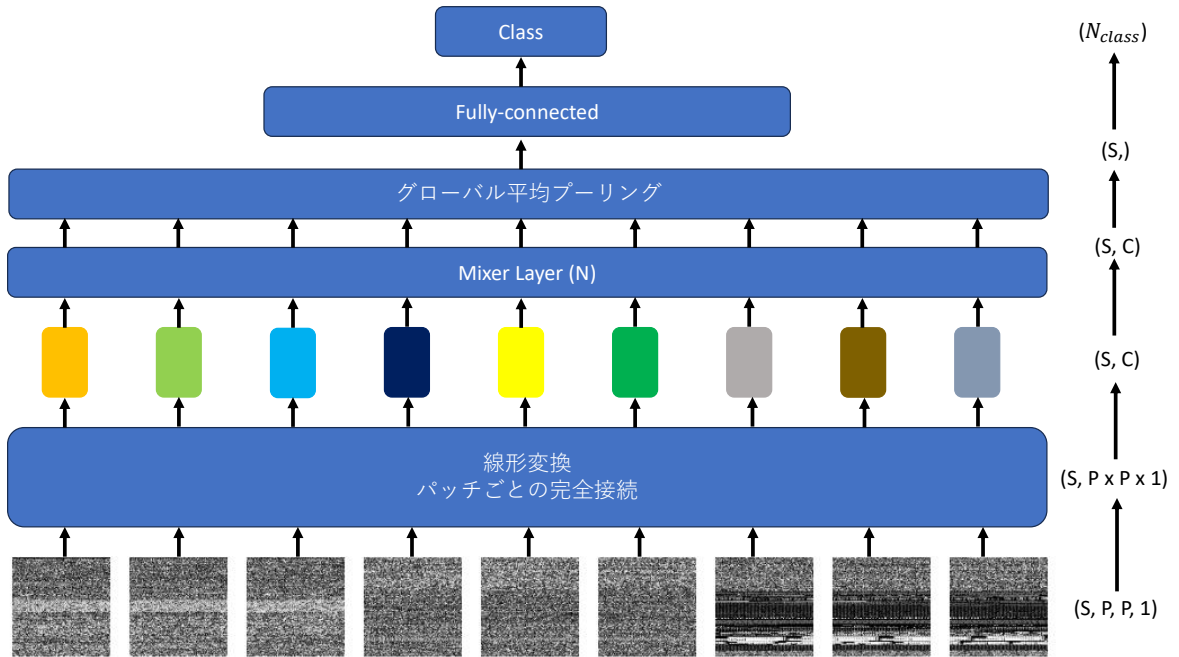 Class
(N_class)
Fully-connected
(S,)
グローバル平均プーリング
(S, C)
Mixer Layer (N)
(S, C)
線形変換
パッチごとの完全接続
(S, P x P x 1)
(S, P, P, 1)